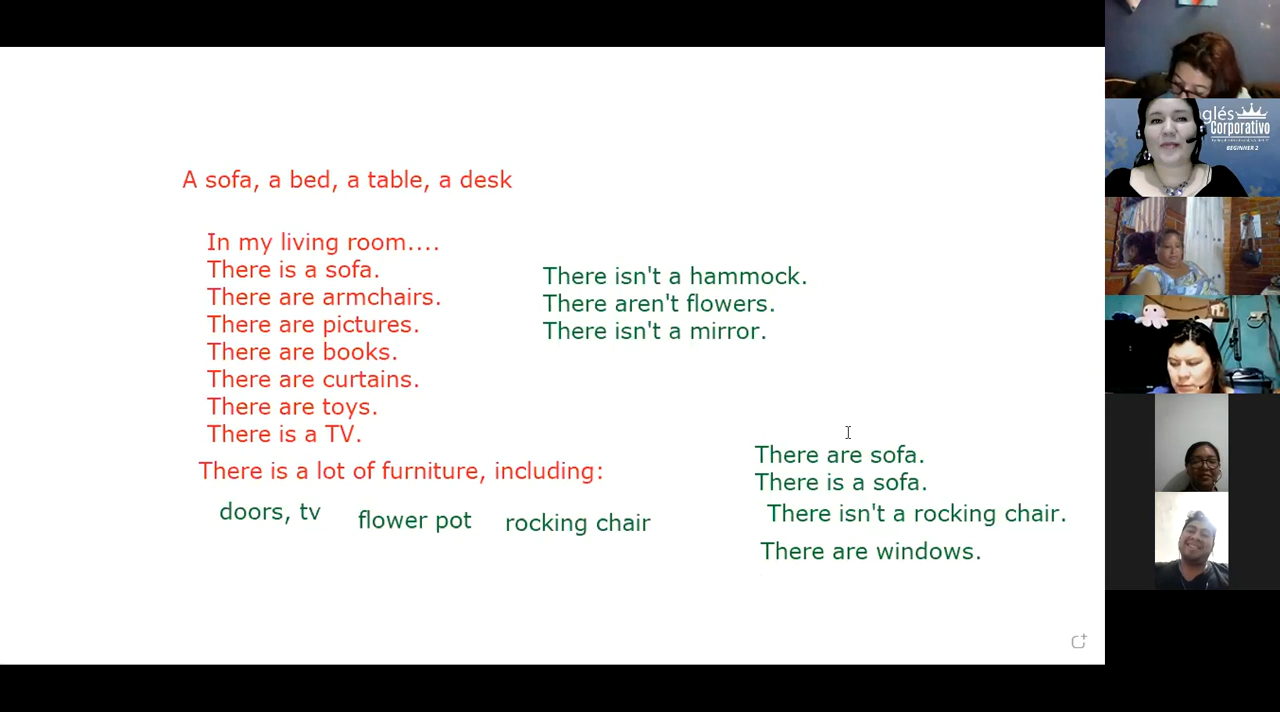 A sofa, a bed, a table, a desk
In my living room....
There is a sofa.
There are armchairs.
There are pictures.
There are books.
There are curtains.
There are toys.
There is a TV.
There is a lot of furniture, including:
doors, tv
flower pot
rocking chair
There isn't a hammock.
There aren't flowers.
There isn't a mirror.
There are sofa.
There is a sofa.
There isn't a rocking chair.
There are windows.
glés
Corporativo
BEGINNER 2